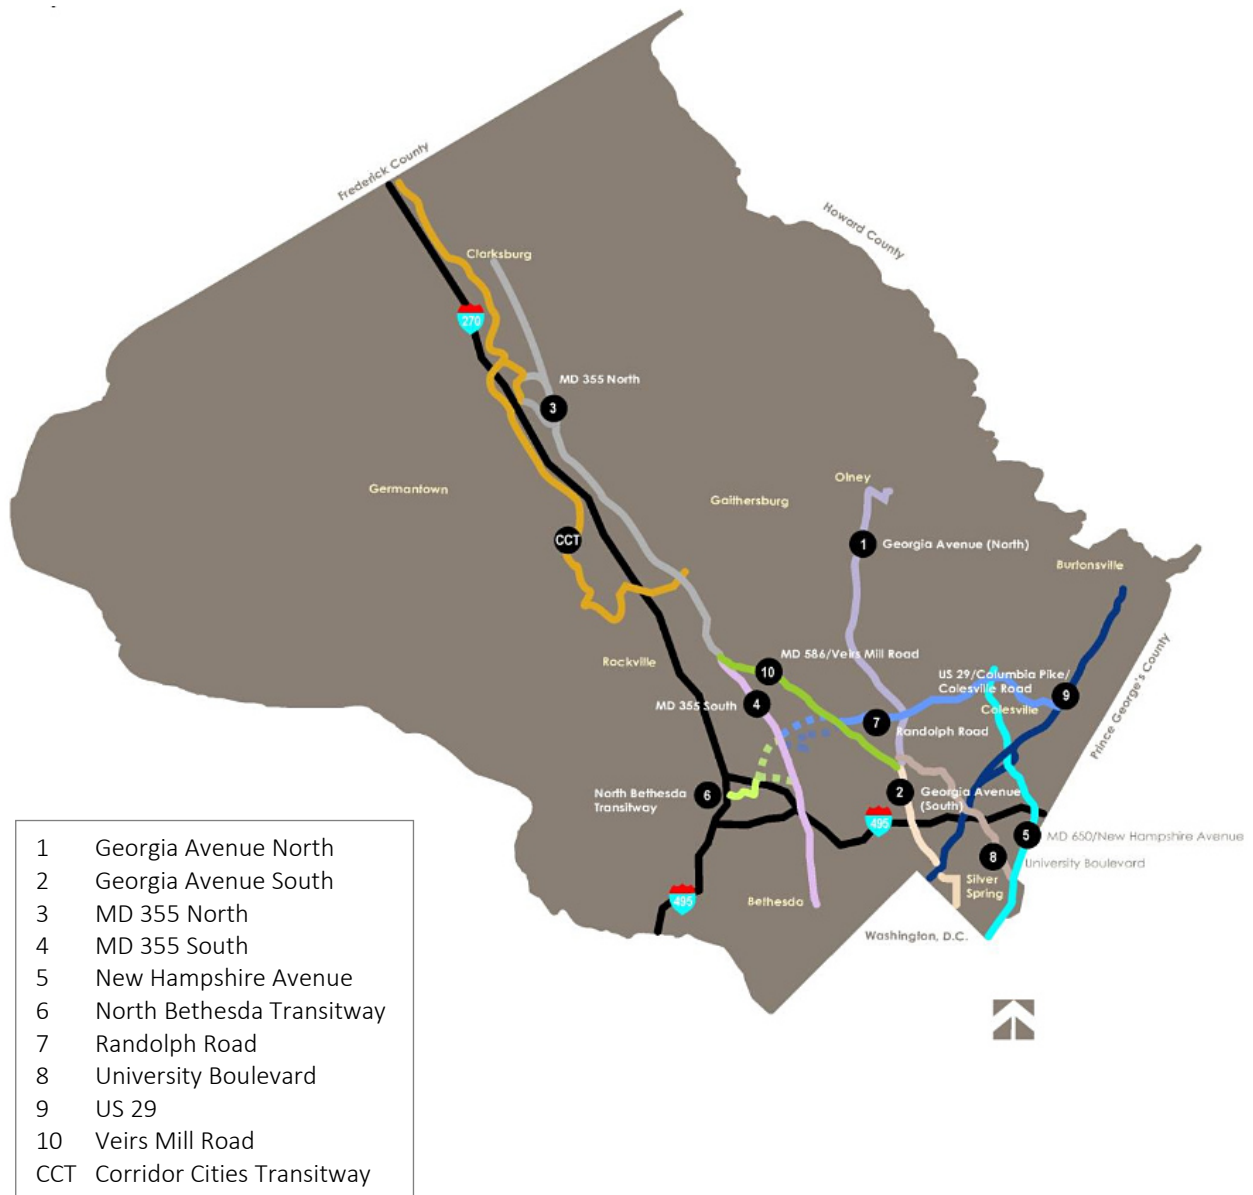 Frederick County
Howard County
Clarksburg
270
MD 355 North
3
Germantown
Gaithersburg
Olney
CCT
1 Georgia Avenue (North)
Burtonsville
Rockville
MD 586/Veirs Mill Road
10
US 29/Columbia Pike/
Colesville Road
9
Prince George's County
MD 355 South 4
Colesville
7
Randolph Road
North Bethesda
Transitway
6
2
Georgia Avenue
(South)
495
5 MD 650/New Hampshire Avenue
8 University Boulevard
495
Bethesda
Silver
Spring
Washington, D.C.
1 Georgia Avenue North
2 Georgia Avenue South
3 MD 355 North
4 MD 355 South
5 New Hampshire Avenue
6 North Bethesda Transitway
7 Randolph Road
8 University Boulevard
9 US 29
10 Veirs Mill Road
CCT Corridor Cities Transitway